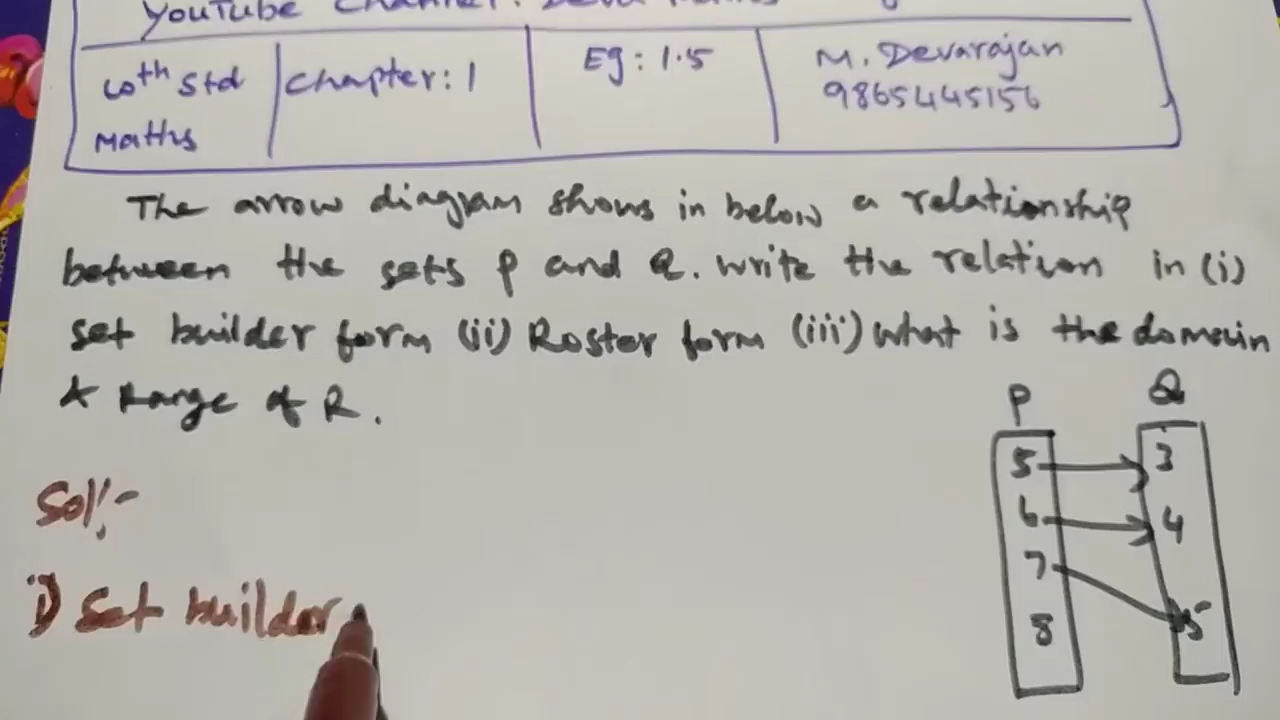 YouTube Channel:
10th Std
Maths
Chapter: 1
Eg: 1.5
M. Devarajan
9865445156
The arrow diagram shows in below a relationship
between the sets P and Q. write the relation in (i)
set builder form (ii) Roster form (iii) what is the domain
& Range of R.
P
Q
5
3
6
4
7
8
5
Sol:-
i) Set builder